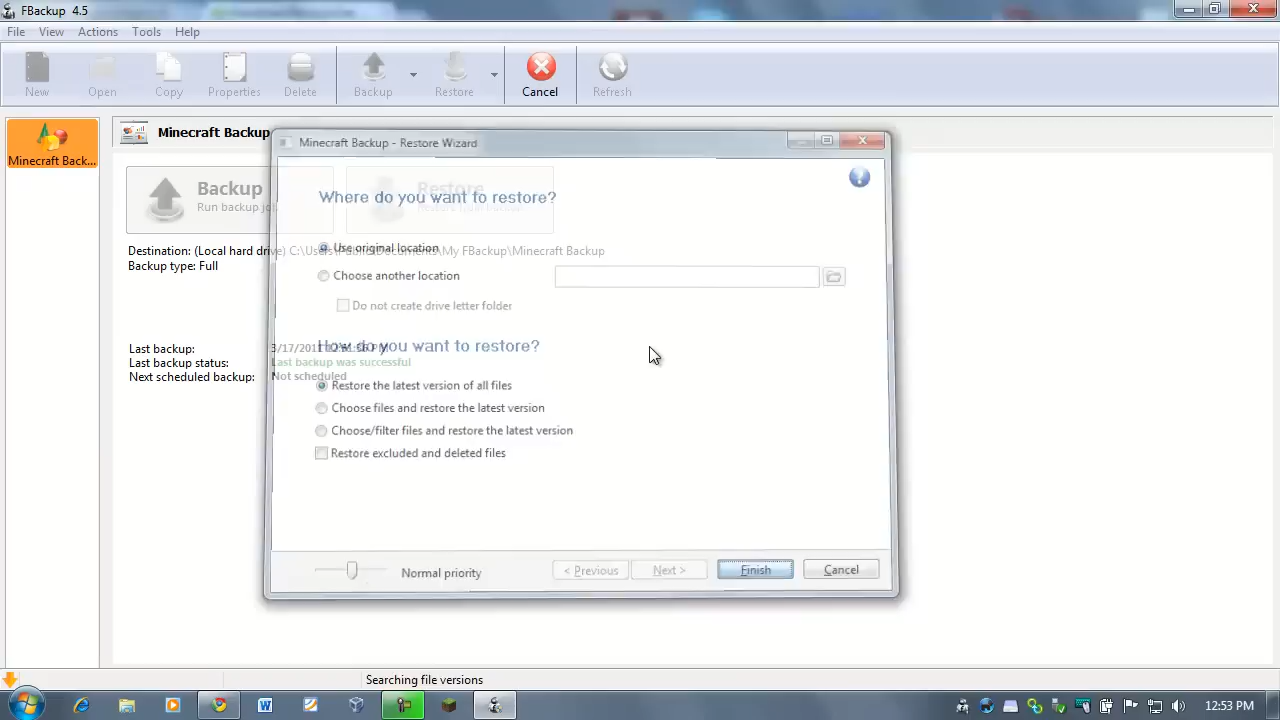 FBackup 4.5
File View Actions Tools Help
New Open Copy Properties Delete Backup Restore Cancel Refresh
Minecraft Back...
Minecraft Backup
Minecraft Backup - Restore Wizard
Backup
Run backup jo
Restore
Where do you want to restore?
Use original location
Destination: (Local hard drive) C:\Users\Public\Documents\My FBackup\Minecraft Backup
Backup type: Full
Choose another location
Do not create drive letter folder
How do you want to restore?
Last backup: 3/17/2011
Last backup status: Last backup was successful
Next scheduled backup: Not scheduled
Restore the latest version of all files
Choose files and restore the latest version
Choose/filter files and restore the latest version
Restore excluded and deleted files
Normal priority
< Previous Next > Finish Cancel
Searching file versions
12:53 PM